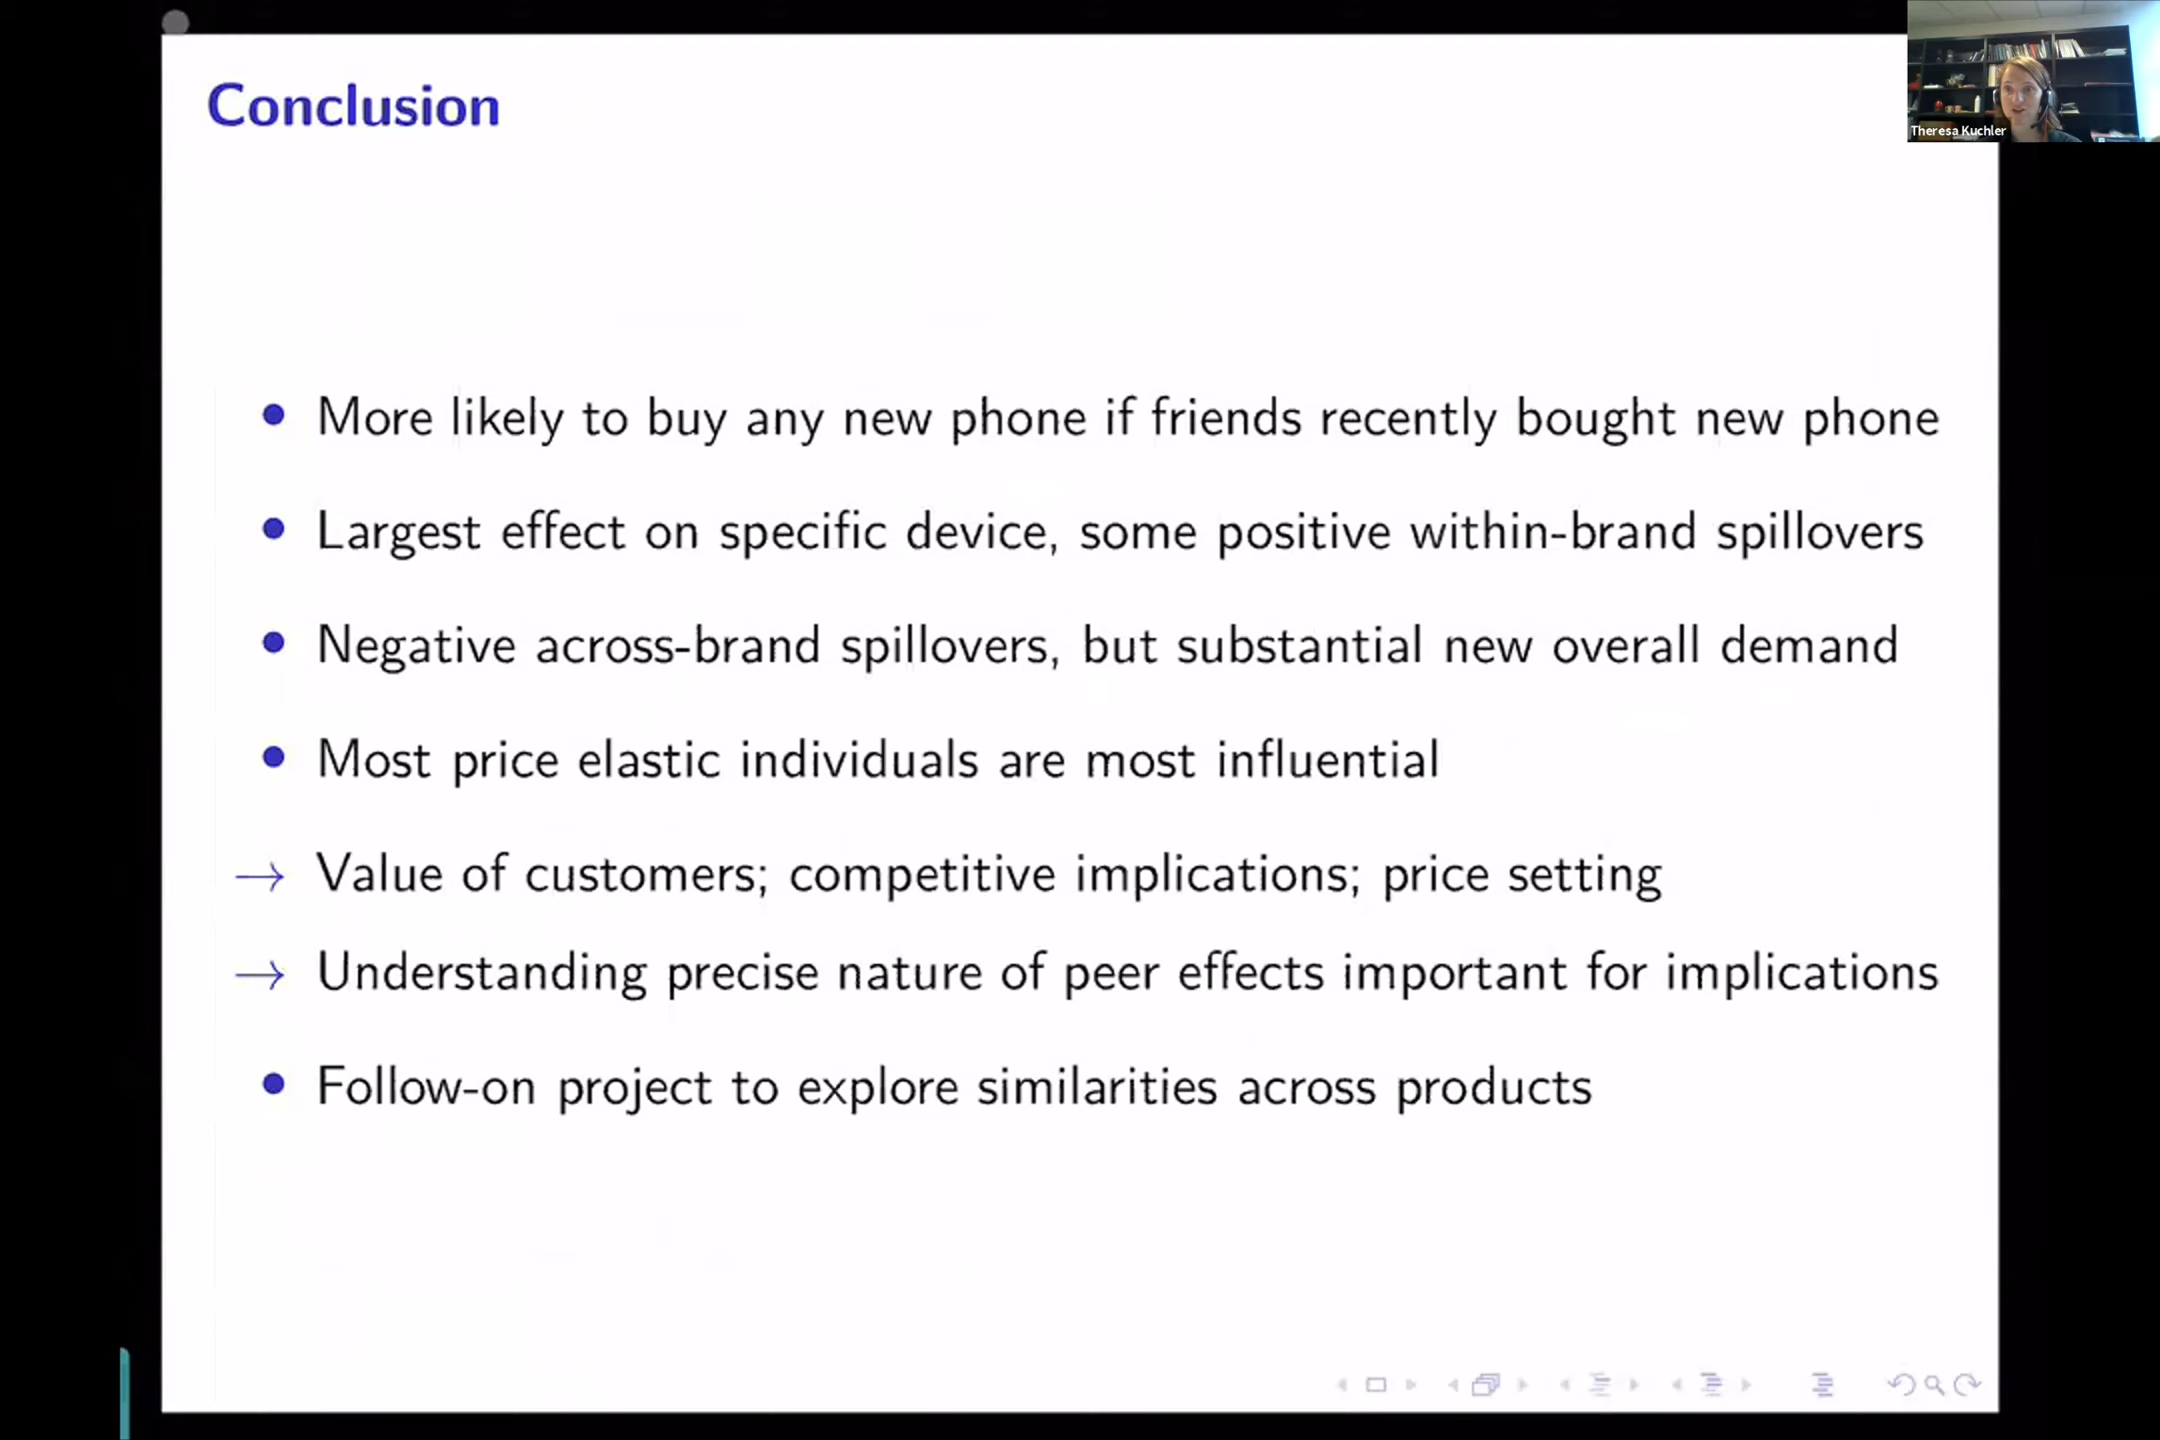 Conclusion
Theresa Kuchler
• More likely to buy any new phone if friends recently bought new phone
• Largest effect on specific device, some positive within-brand spillovers
• Negative across-brand spillovers, but substantial new overall demand
• Most price elastic individuals are most influential
→ Value of customers; competitive implications; price setting
→ Understanding precise nature of peer effects important for implications
• Follow-on project to explore similarities across products